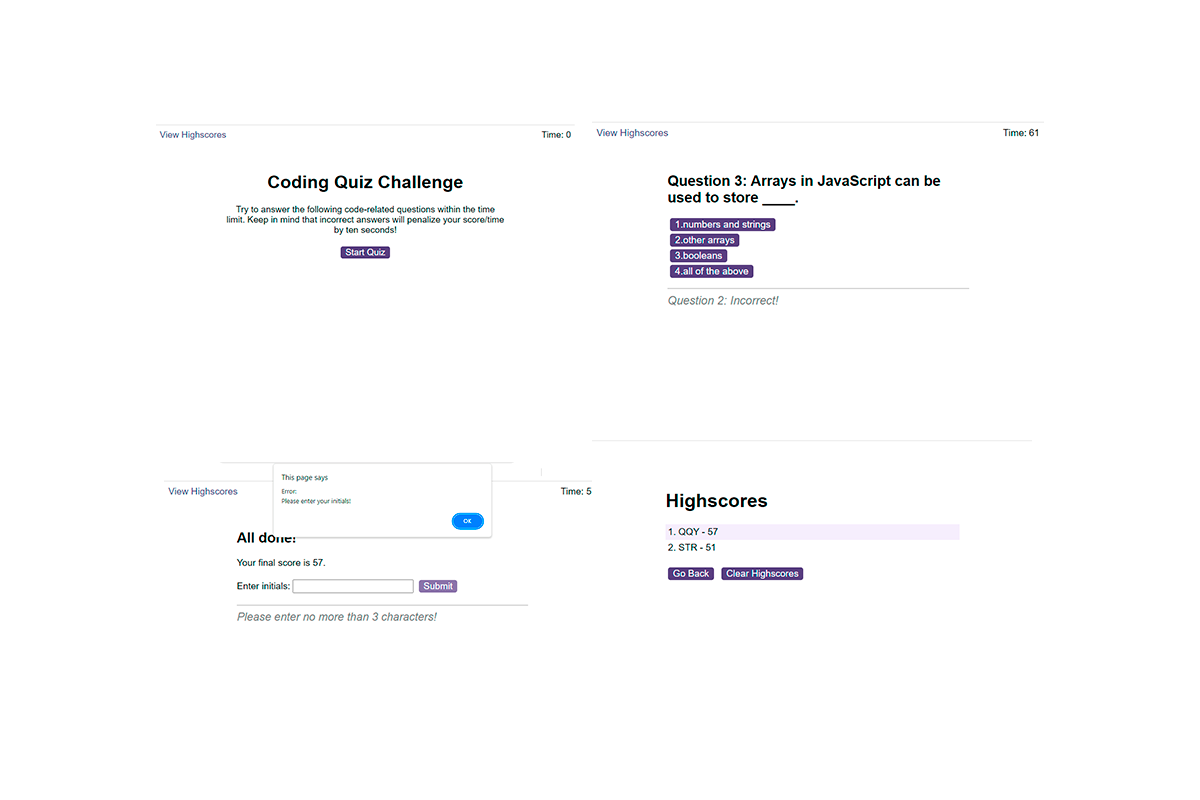 View Highscores
Time: 0
Coding Quiz Challenge
Try to answer the following code-related questions within the time
limit. Keep in mind that incorrect answers will penalize your score/time
by ten seconds!
Start Quiz
View Highscores
Time: 61
Question 3: Arrays in JavaScript can be
used to store ____.
1.numbers and strings
2.other arrays
3.booleans
4.all of the above
Question 2: Incorrect!
View Highscores
Time: 5
This page says
Error:
Please enter your initials!
OK
All done!
Your final score is 57.
Enter initials:
Submit
Please enter no more than 3 characters!
Highscores
1. QQY - 57
2. STR - 51
Go Back
Clear Highscores